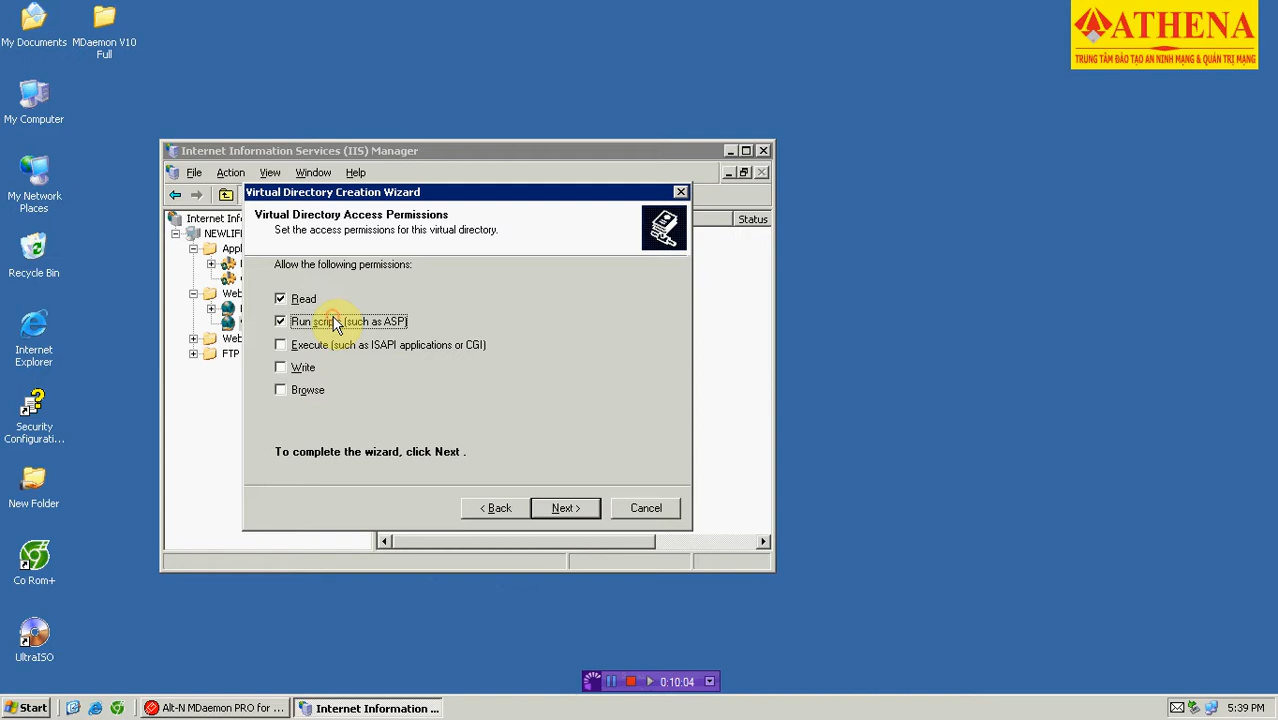 My Documents
MDaemon V10
Full
ATHENA
TRUNG TÂM ĐÀO TẠO AN NINH MẠNG & QUẢN TRỊ MẠNG
My Computer
My Network
Places
Recycle Bin
Internet
Explorer
Security
Configurati...
New Folder
Co Rom+
UltraISO
Internet Information Services (IIS) Manager
File Action View Window Help
Internet Inf
NEWLIFI
Appl
Web
Web
FTP
Status
Virtual Directory Creation Wizard
Virtual Directory Access Permissions
Set the access permissions for this virtual directory.
Allow the following permissions:
Read
Run scripts (such as ASP)
Execute (such as ISAPI applications or CGI)
Write
Browse
To complete the wizard, click Next .
< Back
Next >
Cancel
0:10:04
Start
Alt-N MDaemon PRO for ...
Internet Information ...
5:39 PM